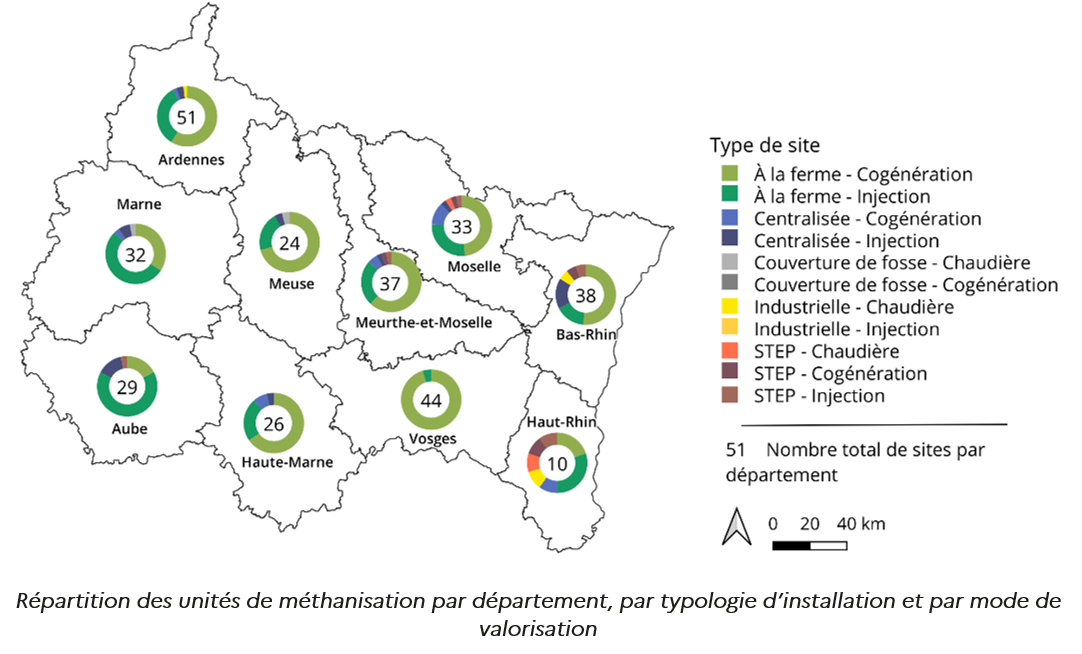 51
Ardennes
Marne
32
24
Meuse
33
Moselle
37
Meurthe-et-Moselle
38
Bas-Rhin
29
Aube
26
Haute-Marne
44
Vosges
Haut-Rhin
10
Type de site
À la ferme - Cogénération
À la ferme - Injection
Centralisée - Cogénération
Centralisée - Injection
Couverture de fosse - Chaudière
Couverture de fosse - Cogénération
Industrielle - Chaudière
Industrielle - Injection
STEP - Chaudière
STEP - Cogénération
STEP - Injection
51 Nombre total de sites par
département
0 20 40 km
Répartition des unités de méthanisation par département, par typologie d’installation et par mode de
valorisation